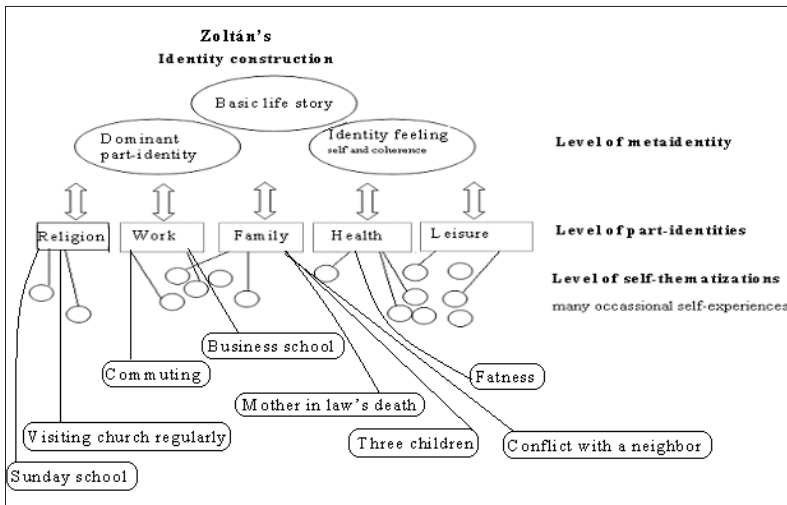 Zoltán's
Identity construction
Basic life story
Dominant
part-identity
Identity feeling
self and coherence
Level of metaidentity
Religion
Work
Family
Health
Leisure
Level of part-identities
Level of self-thematizations
many occassional self-experiences
Business school
Commuting
Fatness
Mother in law's death
Visiting church regularly
Three children
Conflict with a neighbor
Sunday school